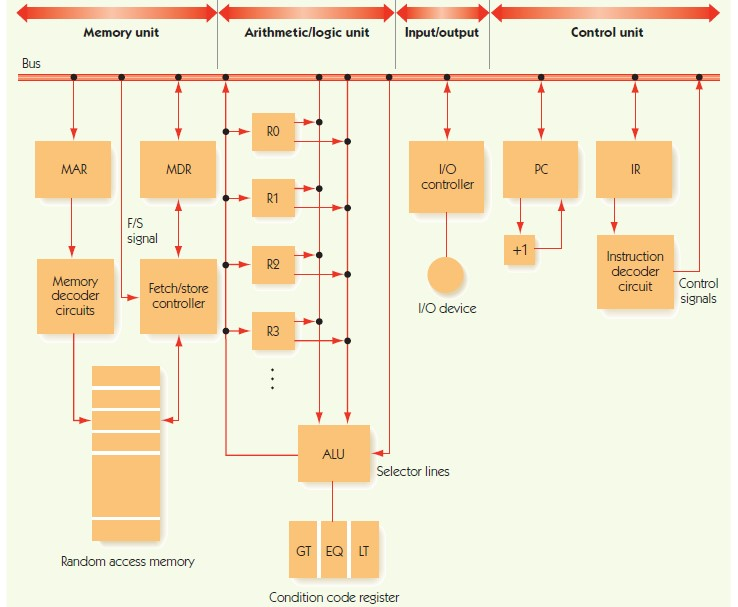 Memory unit
Arithmetic/logic unit
Input/output
Control unit
Bus
MAR
MDR
R0
R1
R2
R3
I/O
controller
PC
IR
F/S
signal
+1
Memory
decoder
circuits
Fetch/store
controller
Instruction
decoder
circuit
Control
signals
I/O device
ALU
Selector lines
Random access memory
GT
EQ
LT
Condition code register